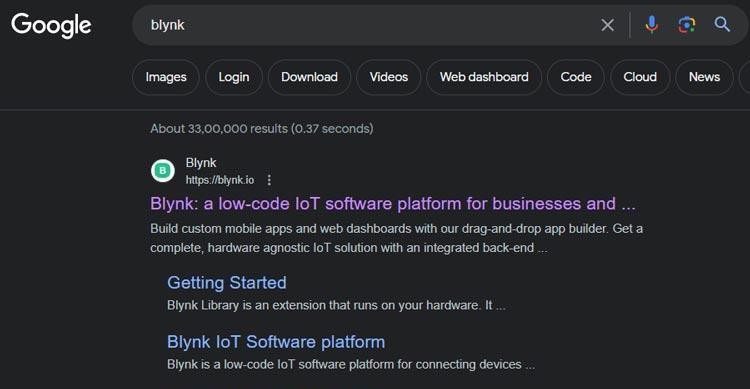 Google
blynk
Images Login Download Videos Web dashboard Code Cloud News
About 33,00,000 results (0.37 seconds)
B
Blynk
https://blynk.io
Blynk: a low-code IoT software platform for businesses and ...
Build custom mobile apps and web dashboards with our drag-and-drop app builder. Get a
complete, hardware agnostic IoT solution with an integrated back-end ...
Getting Started
Blynk Library is an extension that runs on your hardware. It ...
Blynk IoT Software platform
Blynk is a low-code IoT software platform for connecting devices ...